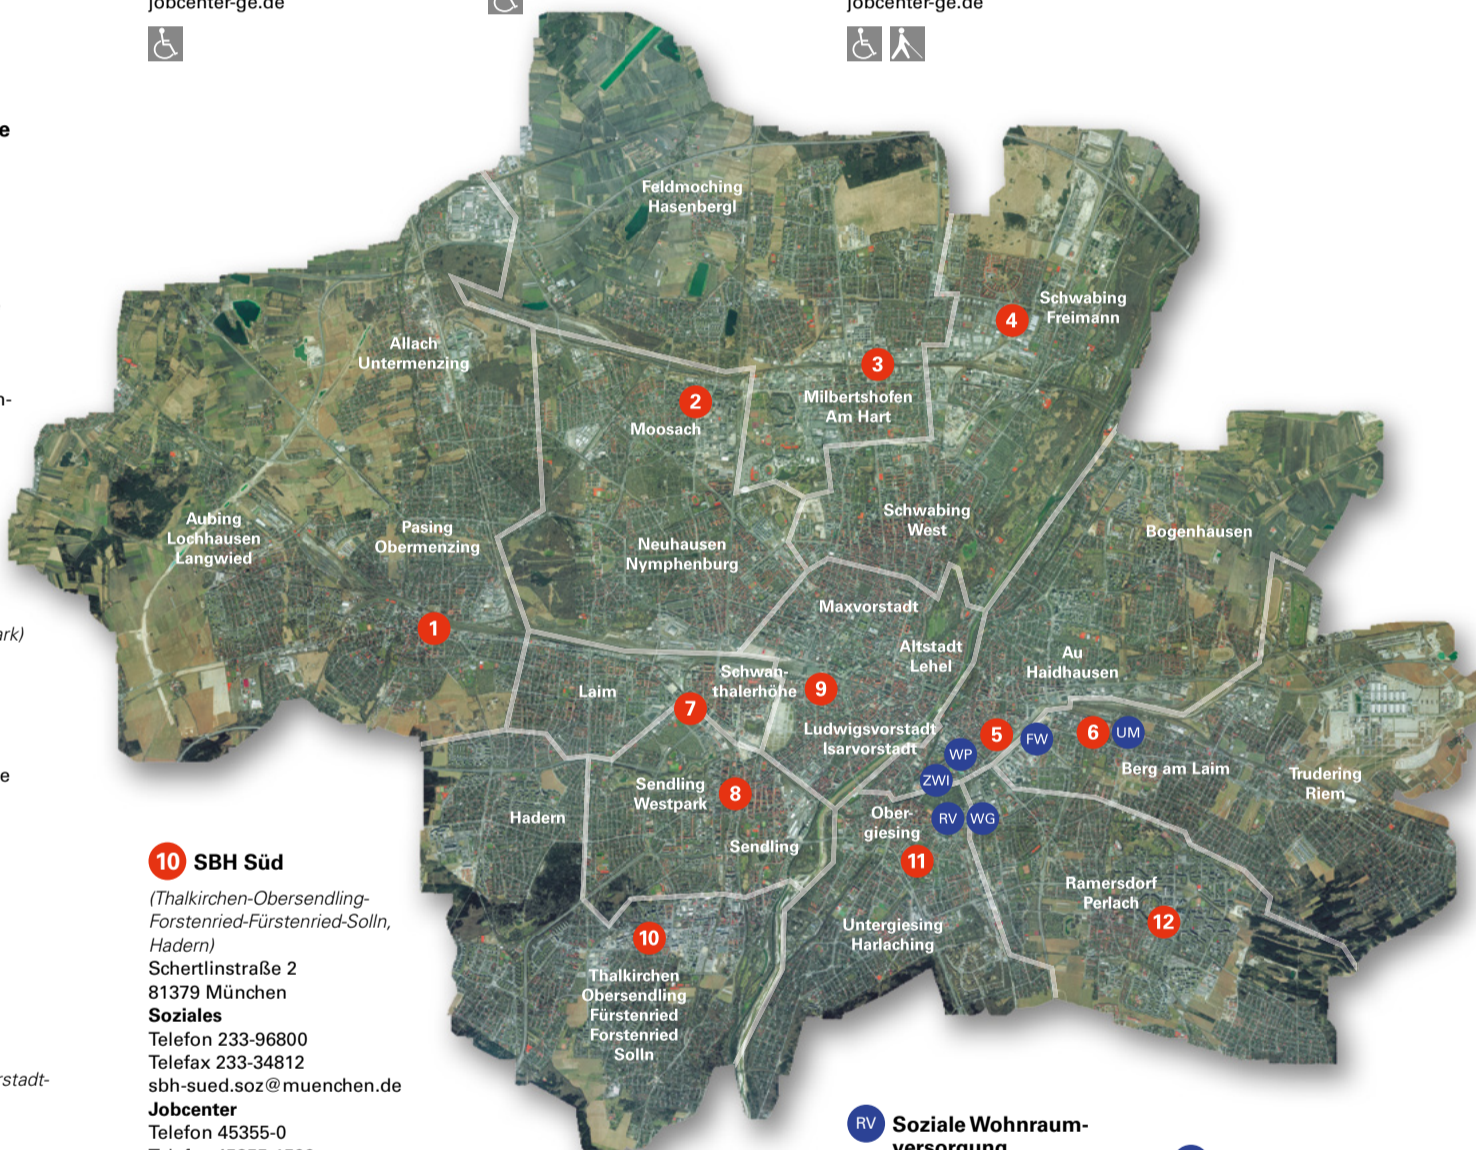 jobcenter-ge.de
jobcenter-ge.de
e
n-
ark)
e
rstadt-
Feldmoching
Hasenbergl
Schwabing
Freimann
4
Allach
Untermenzing
3
Milbertshofen
Am Hart
2
Moosach
Aubing
Lochhausen
Langwied
Pasing
Obermenzing
Neuhausen
Nymphenburg
Schwabing
West
Bogenhausen
1
Maxvorstadt
Altstadt
Lehel
Au
Haidhausen
Laim
Schwan-
thalerhöhe
9
7
Ludwigsvorstadt
Isarvorstadt
5
FW
6
UM
WP
ZWI
Berg am Laim
Trudering
Riem
Hadern
Sendling
Westpark
8
Sendling
Ober-
giesing
RV
WG
11
Ramersdorf
Perlach
12
Untergiesing
Harlaching
10
Thalkirchen
Obersendling
Fürstenried
Forstenried
Solln
10 SBH Süd
(Thalkirchen-Obersendling-
Forstenried-Fürstenried-Solln,
Hadern)
Schertlinstraße 2
81379 München
Soziales
Telefon 233-96800
Telefax 233-34812
sbh-sued.soz@muenchen.de
Jobcenter
Telefon 45355-0
RV Soziale Wohnraum-
versorgung